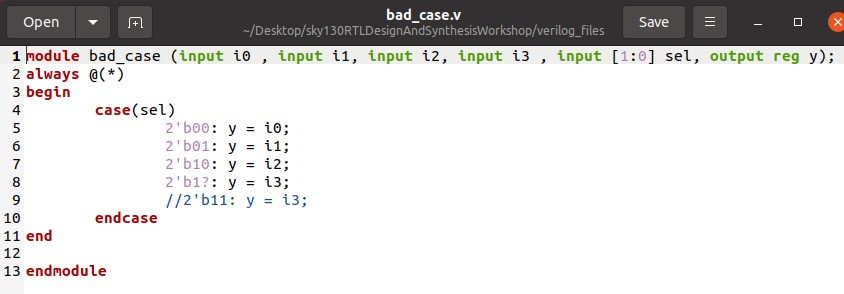 Open
bad_case.v
~/Desktop/sky130RTLDesignAndSynthesisWorkshop/verilog_files
Save
1 module bad_case (input i0 , input i1, input i2, input i3 , input [1:0] sel, output reg y);
2 always @(*)
3 begin
4 case(sel)
5 2'b00: y = i0;
6 2'b01: y = i1;
7 2'b10: y = i2;
8 2'b1?: y = i3;
9 //2'b11: y = i3;
10 endcase
11 end
12
13 endmodule